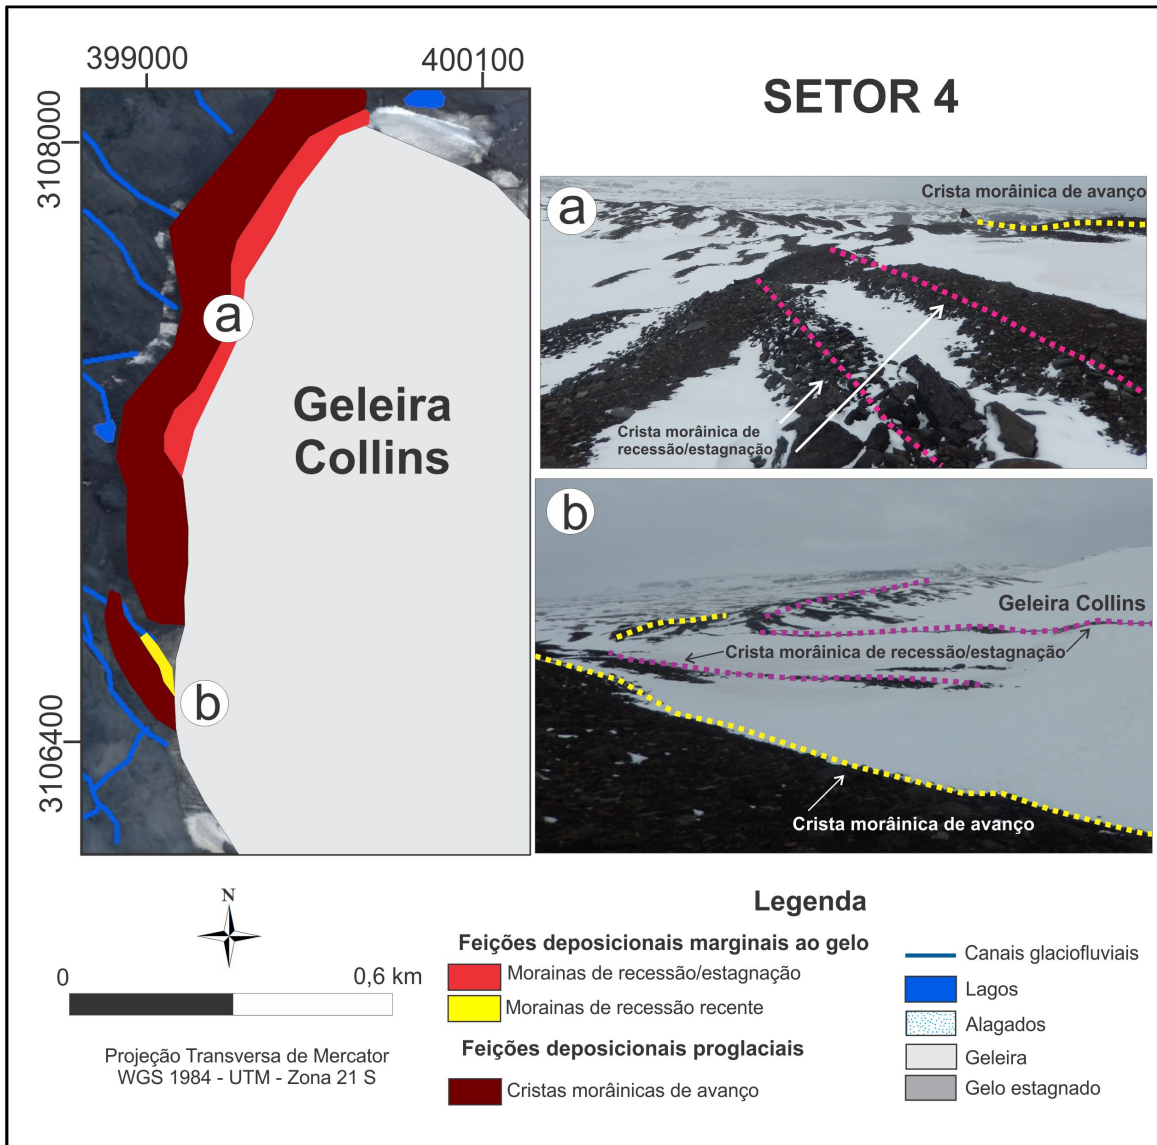 399000
400100
3108000
3106400
a
b
Geleira
Collins
SETOR 4
a
Crista morâinica de avanço
Crista morâinica de
recessão/estagnação
b
Geleira Collins
Crista morâinica de recessão/estagnação
Crista morâinica de avanço
N
0
0,6 km
Projeção Transversa de Mercator
WGS 1984 - UTM - Zona 21 S
Legenda
Feições deposicionais marginais ao gelo
Morainas de recessão/estagnação
Morainas de recessão recente
Feições deposicionais proglaciais
Cristas morâinicas de avanço
Canais glaciofluviais
Lagos
Alagados
Geleira
Gelo estagnado